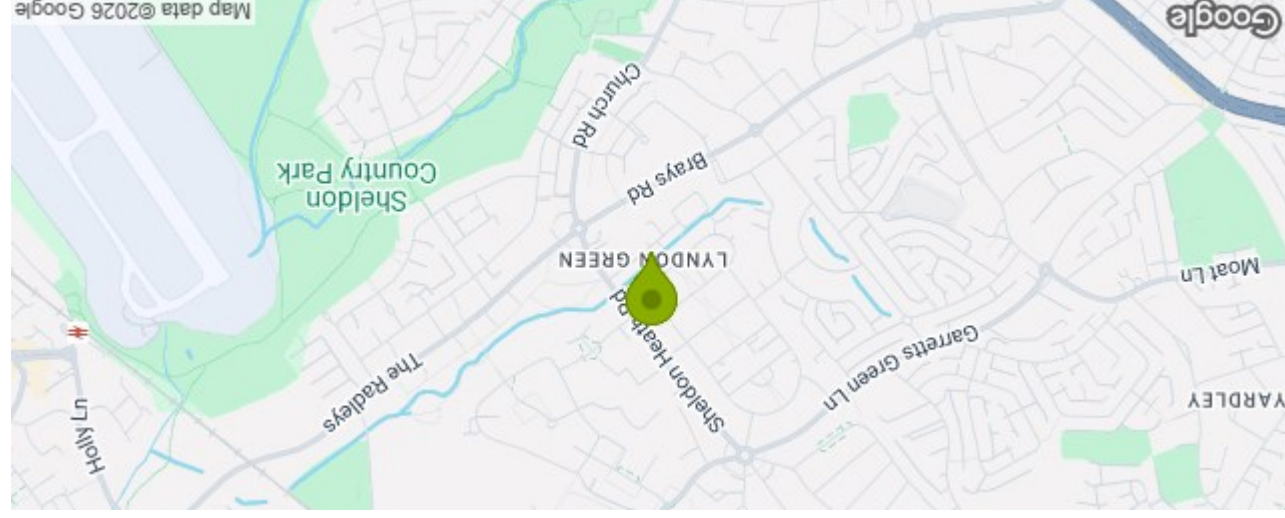 YARDLEY
Garretts Green Ln
Moat Ln
Sheldon Heath Rd
The Radleys
Holly Ln
LYNDON GREEN
Brays Rd
Sheldon
Country Park
Church Rd
Google
Map data ©2026 Google